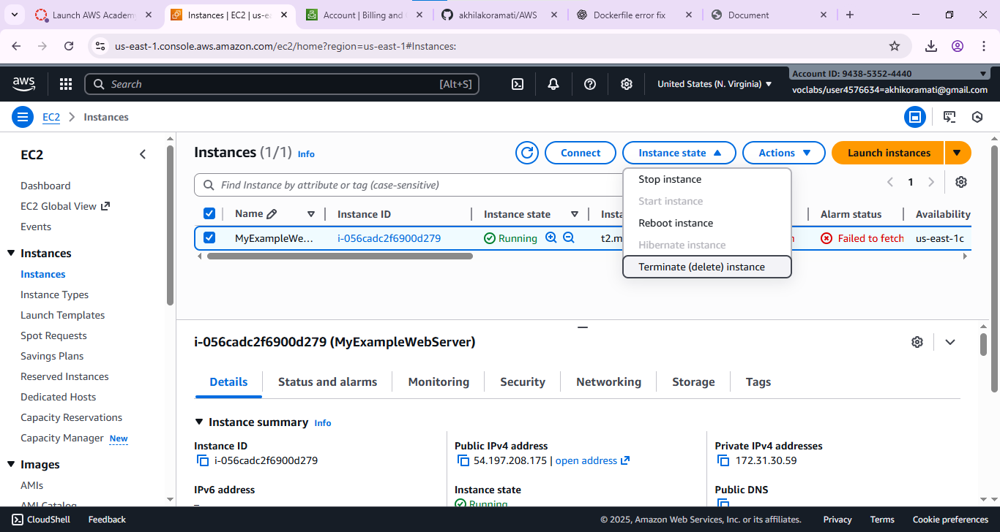 Launch AWS Academy
Instances | EC2 | us-ea
Account | Billing and
akhilakoramati/AWS
Dockerfile error fix
Document
us-east-1.console.aws.amazon.com/ec2/home?region=us-east-1#Instances:
aws
Search
[Alt+S]
United States (N. Virginia)
Account ID: 9438-5352-4440
voclabs/user4576634=akhikoramati@gmail.com
EC2
Instances
EC2
Dashboard
EC2 Global View
Events
Instances
Instances
Instance Types
Launch Templates
Spot Requests
Savings Plans
Reserved Instances
Dedicated Hosts
Capacity Reservations
Capacity Manager New
Images
AMIs
AMI Catalog
Instances (1/1) Info
Connect
Instance state
Actions
Launch instances
Find Instance by attribute or tag (case-sensitive)
1
Stop instance
Start instance
Reboot instance
Hibernate instance
Terminate (delete) instance
Name
Instance ID
Instance state
Insta
Alarm status
Availability
MyExampleWe...
i-056cadc2f6900d279
Running
t2.m
Failed to fetch
us-east-1c
i-056cadc2f6900d279 (MyExampleWebServer)
Details
Status and alarms
Monitoring
Security
Networking
Storage
Tags
Instance summary Info
Instance ID
i-056cadc2f6900d279
Public IPv4 address
54.197.208.175 | open address
Private IPv4 addresses
172.31.30.59
IPv6 address
–
Instance state
Running
Public DNS
CloudShell
Feedback
© 2025, Amazon Web Services, Inc. or its affiliates.
Privacy
Terms
Cookie preferences